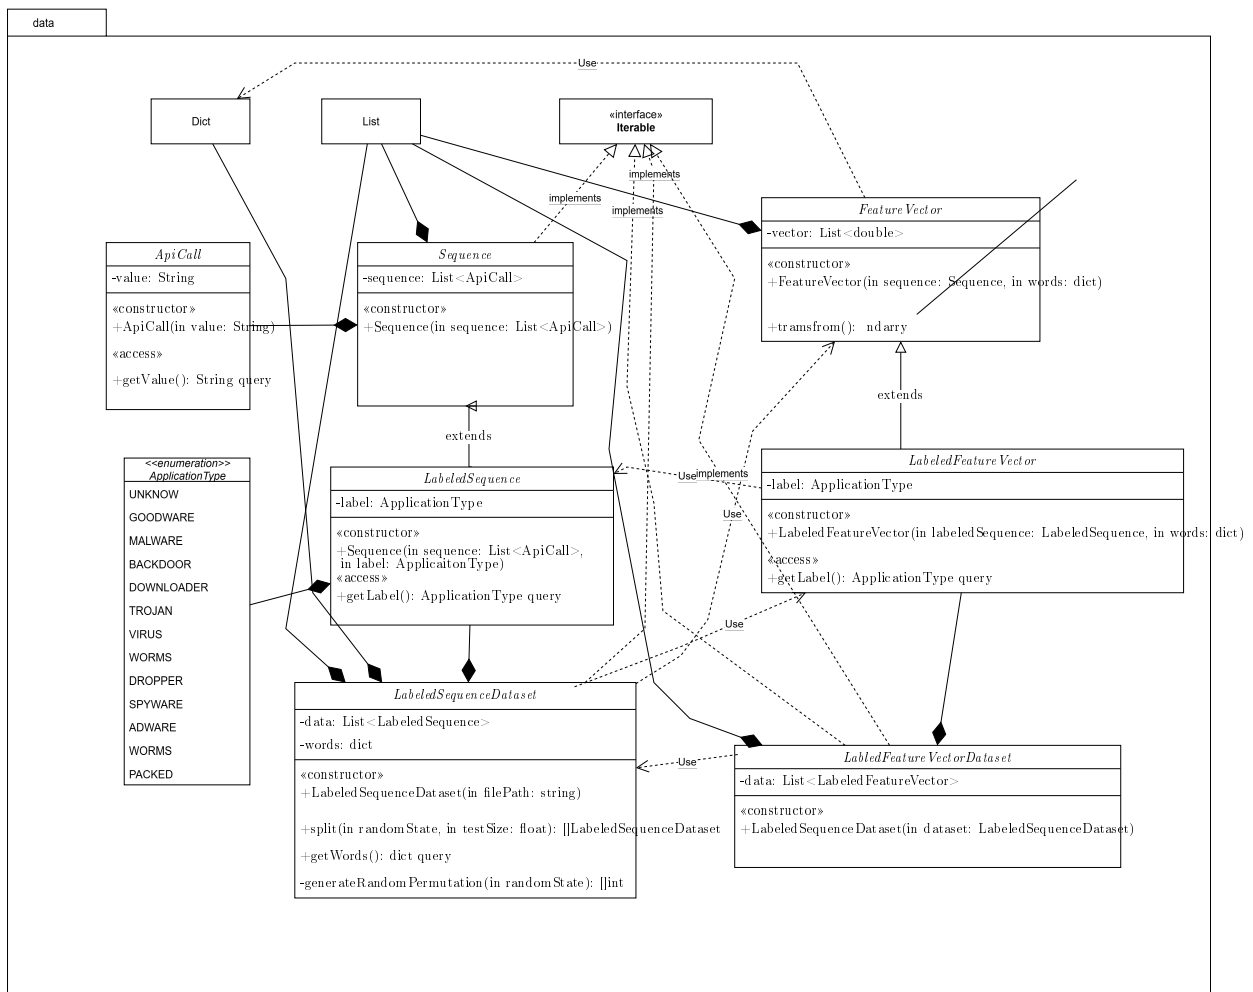 data
Use
Dict
List
«interface»
Iterable
implements
implements
implements
FeatureVector
-vector: List<double>
«constructor»
+FeatureVector(in sequence: Sequence, in words: dict)
+tramsfrom(): ndarry
ApiCall
-value: String
«constructor»
+ApiCall(in value: String)
«access»
+getValue(): String query
Sequence
-sequence: List<ApiCall>
«constructor»
+Sequence(in sequence: List<ApiCall>)
extends
extends
<<enumeration>>
ApplicationType
UNKNOW
GOODWARE
MALWARE
BACKDOOR
DOWNLOADER
TROJAN
VIRUS
WORMS
DROPPER
SPYWARE
ADWARE
WORMS
PACKED
LabeledSequence
-label: ApplicationType
«constructor»
+Sequence(in sequence: List<ApiCall>,
in label: ApplicaitonType)
«access»
+getLabel(): ApplicationType query
Use
implements
Use
LabeledFeatureVector
-label: ApplicationType
«constructor»
+LabeledFeatureVector(in labeledSequence: LabeledSequence, in words: dict)
«access»
+getLabel(): ApplicationType query
Use
LabeledSequenceDataset
-data: List<LabeledSequence>
-words: dict
«constructor»
+LabeledSequenceDataset(in filePath: string)
+split(in randomState, in testSize: float): []LabeledSequenceDataset
+getWords(): dict query
-generateRandomPermutation(in randomState): []int
Use
LabledFeatureVectorDataset
-data: List<LabeledFeatureVector>
«constructor»
+LabeledSequenceDataset(in dataset: LabeledSequenceDataset)